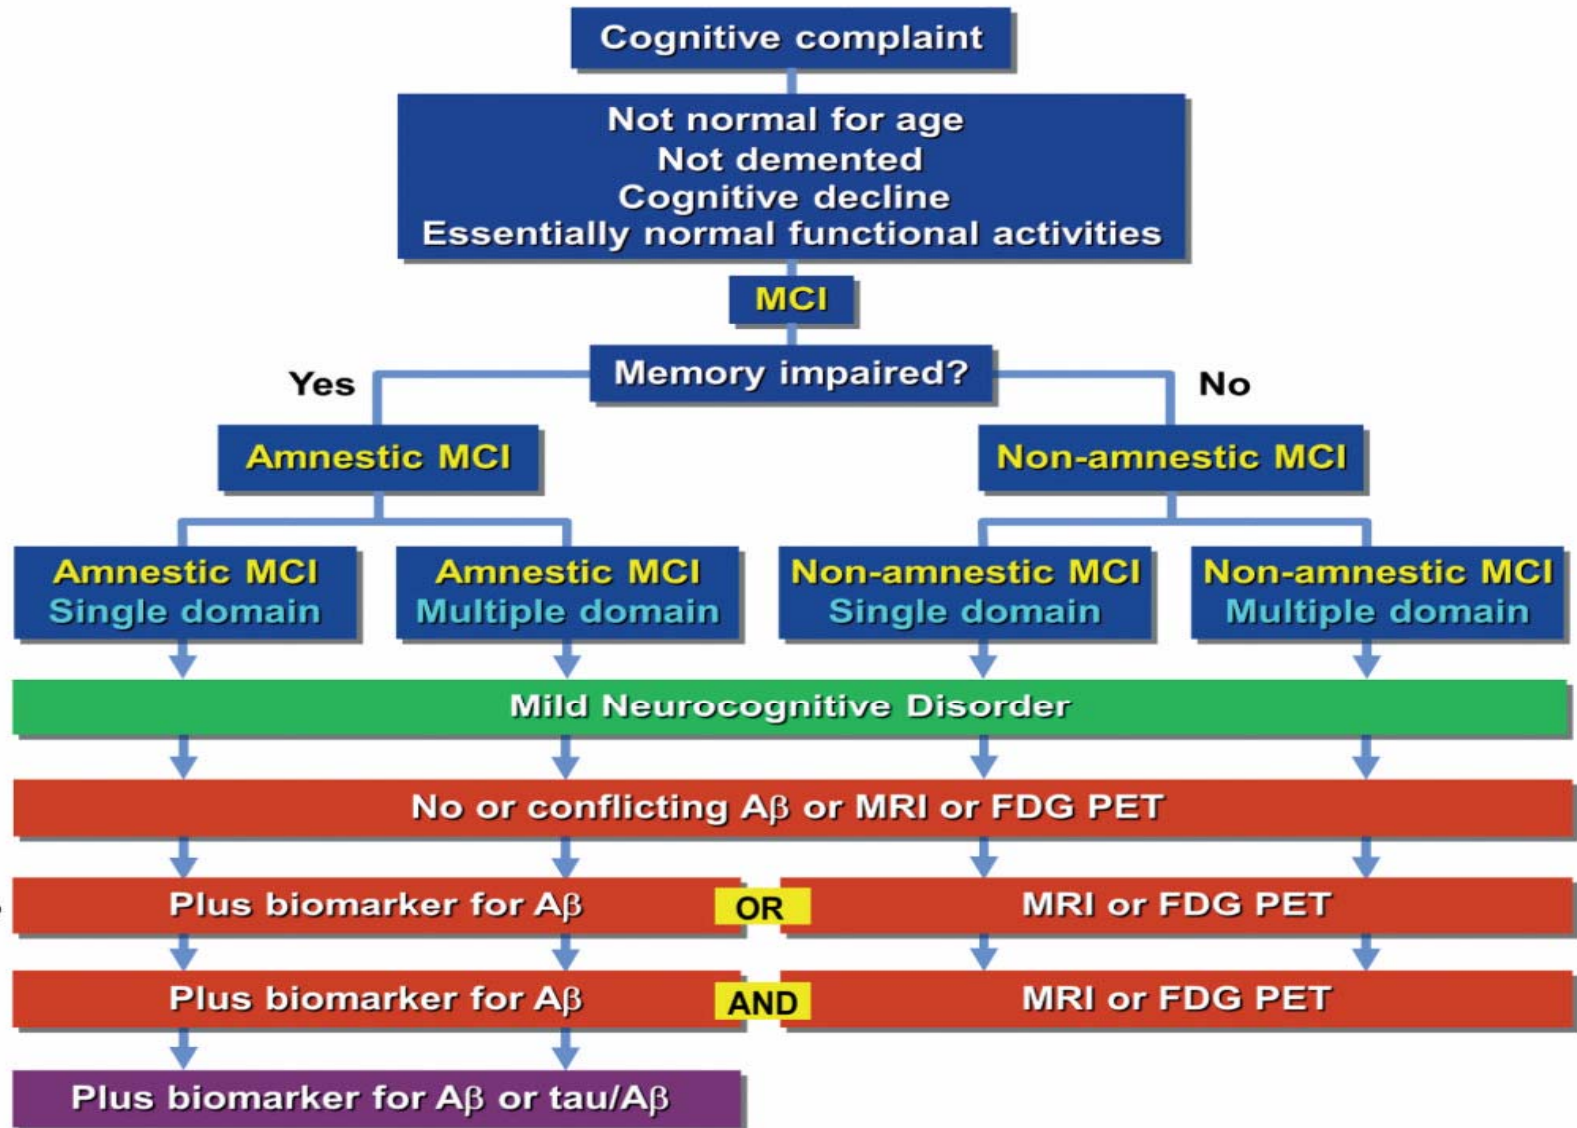 Cognitive complaint
Not normal for age
Not demented
Cognitive decline
Essentially normal functional activities
MCI
Memory impaired?
Yes
No
Amnestic MCI
Non-amnestic MCI
Amnestic MCI
Single domain
Amnestic MCI
Multiple domain
Non-amnestic MCI
Single domain
Non-amnestic MCI
Multiple domain
Mild Neurocognitive Disorder
No or conflicting Aβ or MRI or FDG PET
Plus biomarker for Aβ
OR
MRI or FDG PET
Plus biomarker for Aβ
AND
MRI or FDG PET
Plus biomarker for Aβ or tau/Aβ